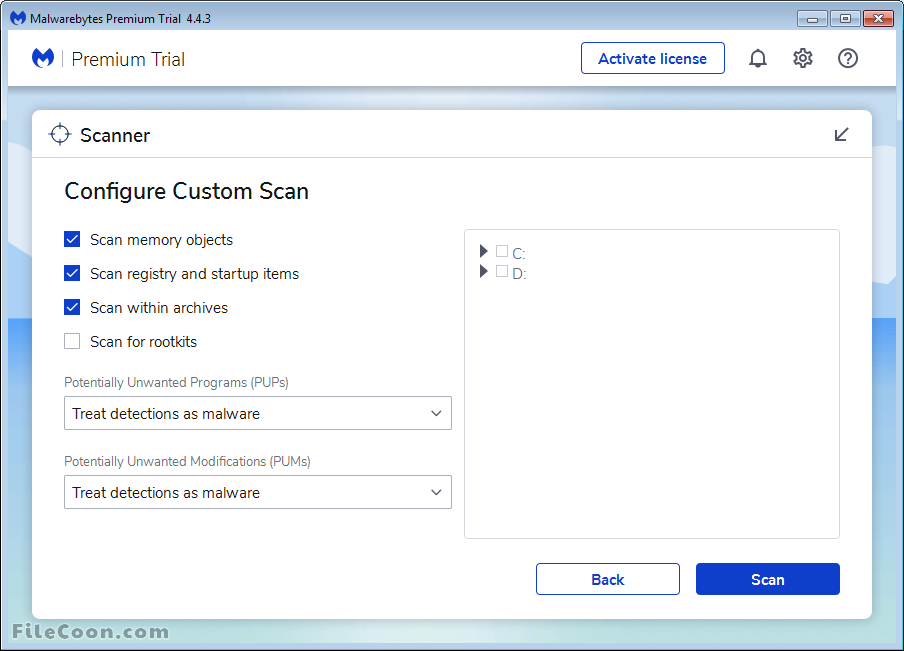 Malwarebytes Premium Trial 4.4.3
Premium Trial
Activate license
Scanner
Configure Custom Scan
Scan memory objects
Scan registry and startup items
Scan within archives
Scan for rootkits
Potentially Unwanted Programs (PUPs)
Treat detections as malware
Potentially Unwanted Modifications (PUMs)
Treat detections as malware
C:
D:
Back
Scan
FileCoon.com